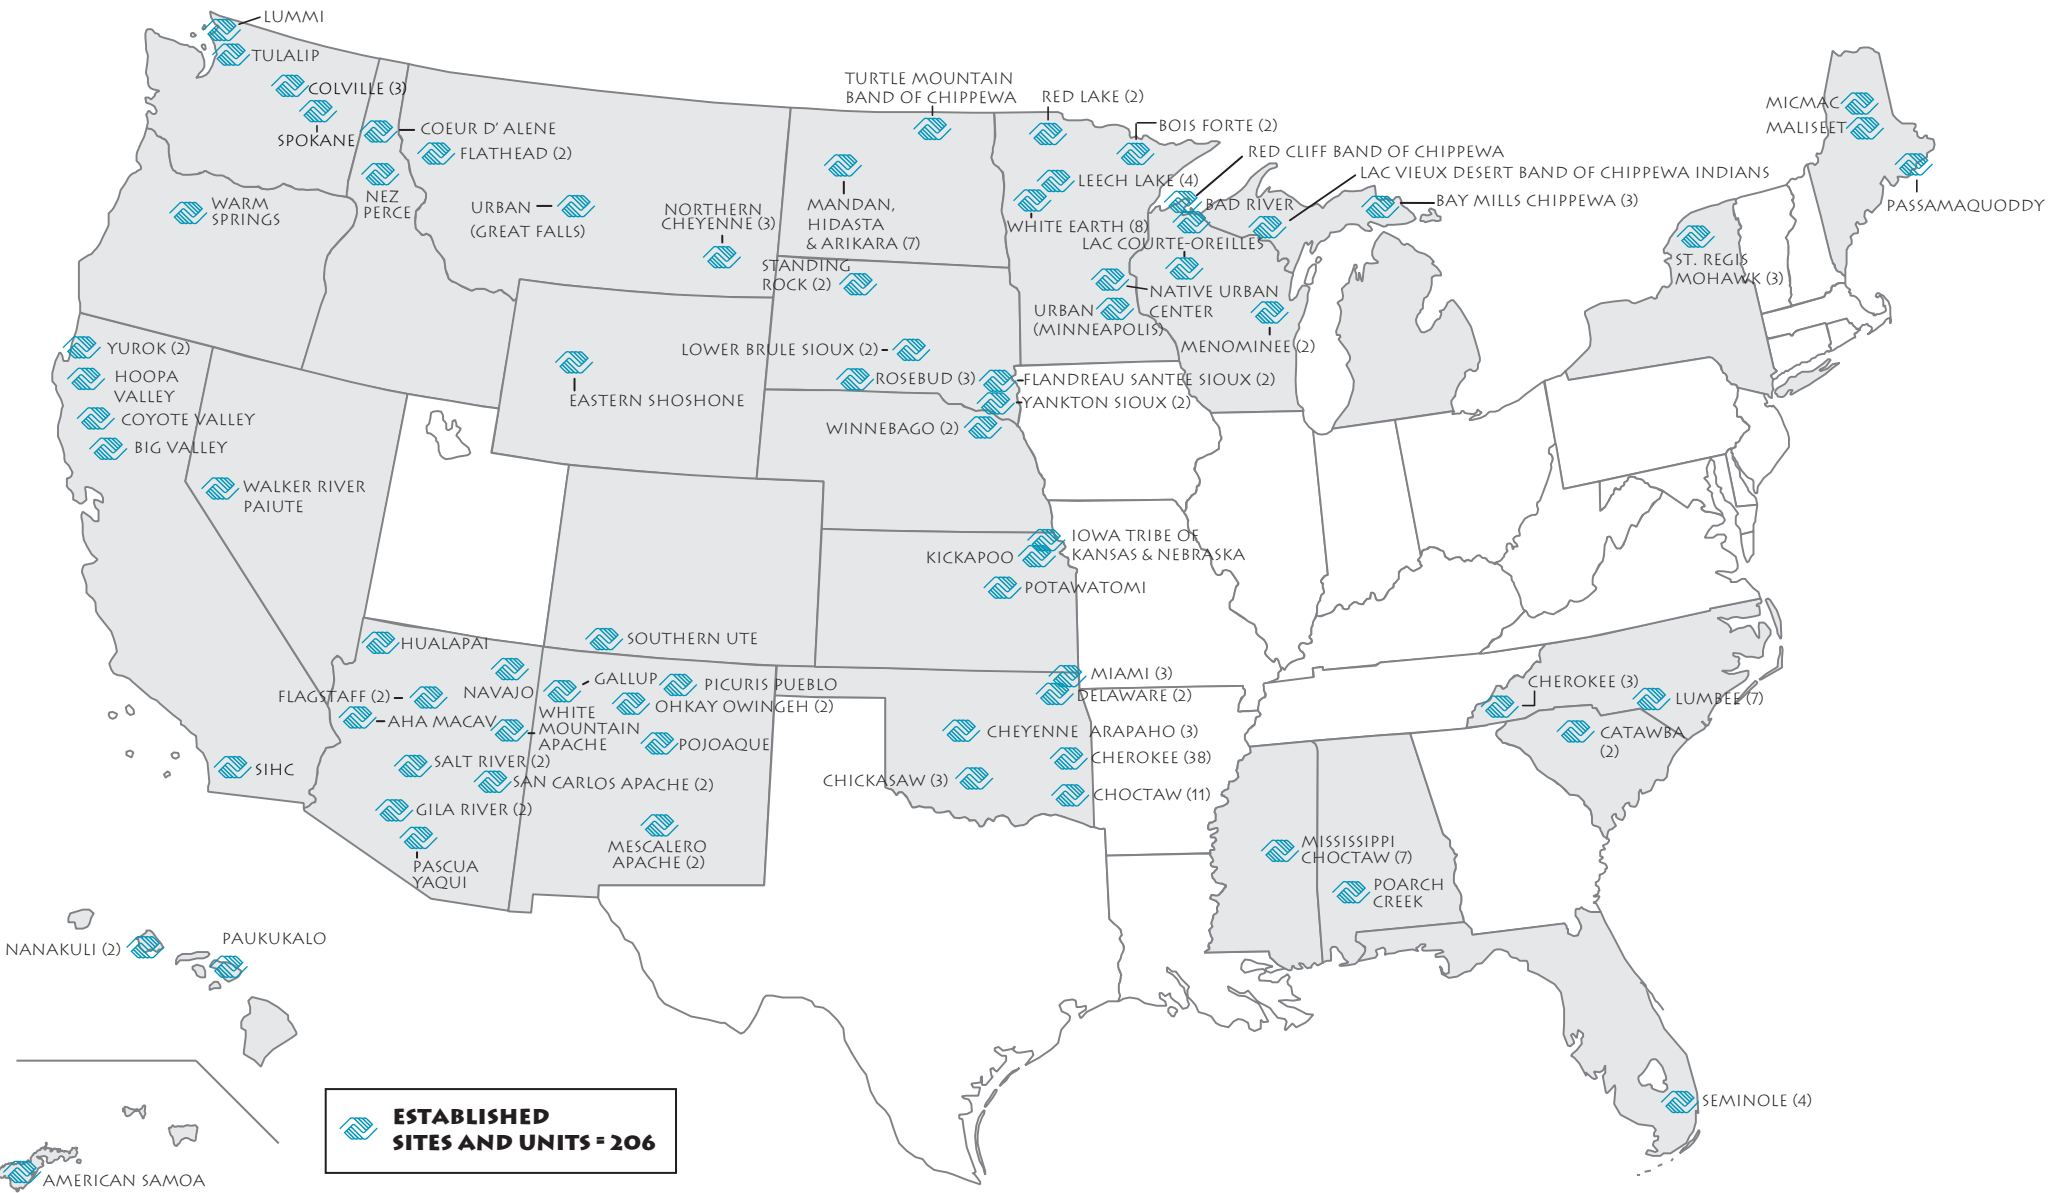 LUMMI
TULALIP
COLVILLE (3)
SPOKANE
COEUR D' ALENE
FLATHEAD (2)
NEZ
PERCE
WARM
SPRINGS
URBAN
(GREAT FALLS)
NORTHERN
CHEYENNE (3)
TURTLE MOUNTAIN
BAND OF CHIPPEWA
MANDAN,
HIDASTA
& ARIKARA (7)
STANDING
ROCK (2)
RED LAKE (2)
BOIS FORTE (2)
LEECH LAKE (4)
WHITE EARTH (8)
RED CLIFF BAND OF CHIPPEWA
LAC VIEUX DESERT BAND OF CHIPPEWA INDIANS
BAD RIVER
BAY MILLS CHIPPEWA (3)
LAC COURTE-OREILLES
NATIVE URBAN
CENTER
URBAN
(MINNEAPOLIS)
MENOMINEE (2)
MICMAC
MALISEET
PASSAMAQUODDY
ST. REGIS
MOHAWK (3)
YUROK (2)
HOOPA
VALLEY
COYOTE VALLEY
BIG VALLEY
WALKER RIVER
PAIUTE
EASTERN SHOSHONE
LOWER BRULE SIOUX (2)
ROSEBUD (3)
FLANDREAU SANTEE SIOUX (2)
YANKTON SIOUX (2)
WINNEBAGO (2)
IOWA TRIBE OF
KANSAS & NEBRASKA
KICKAPOO
POTAWATOMI
SOUTHERN UTE
HUALAPAI
NAVAJO
FLAGSTAFF (2)
AHA MACAV
GALLUP
PICURIS PUEBLO
OHKAY OWINGEH (2)
WHITE
MOUNTAIN
APACHE
POJOAQUE
SALT RIVER (2)
SAN CARLOS APACHE (2)
GILA RIVER (2)
PASCUA
YAQUI
MESCALERO
APACHE (2)
SIHC
MIAMI (3)
DELAWARE (2)
CHEYENNE ARAPAHO (3)
CHEROKEE (38)
CHICKASAW (3)
CHOCTAW (11)
CHEROKEE (3)
LUMBEE (7)
CATAWBA
(2)
MISSISSIPPI
CHOCTAW (7)
POARCH
CREEK
SEMINOLE (4)
NANAKULI (2)
PAUKUKALO
AMERICAN SAMOA
ESTABLISHED
SITES AND UNITS = 206